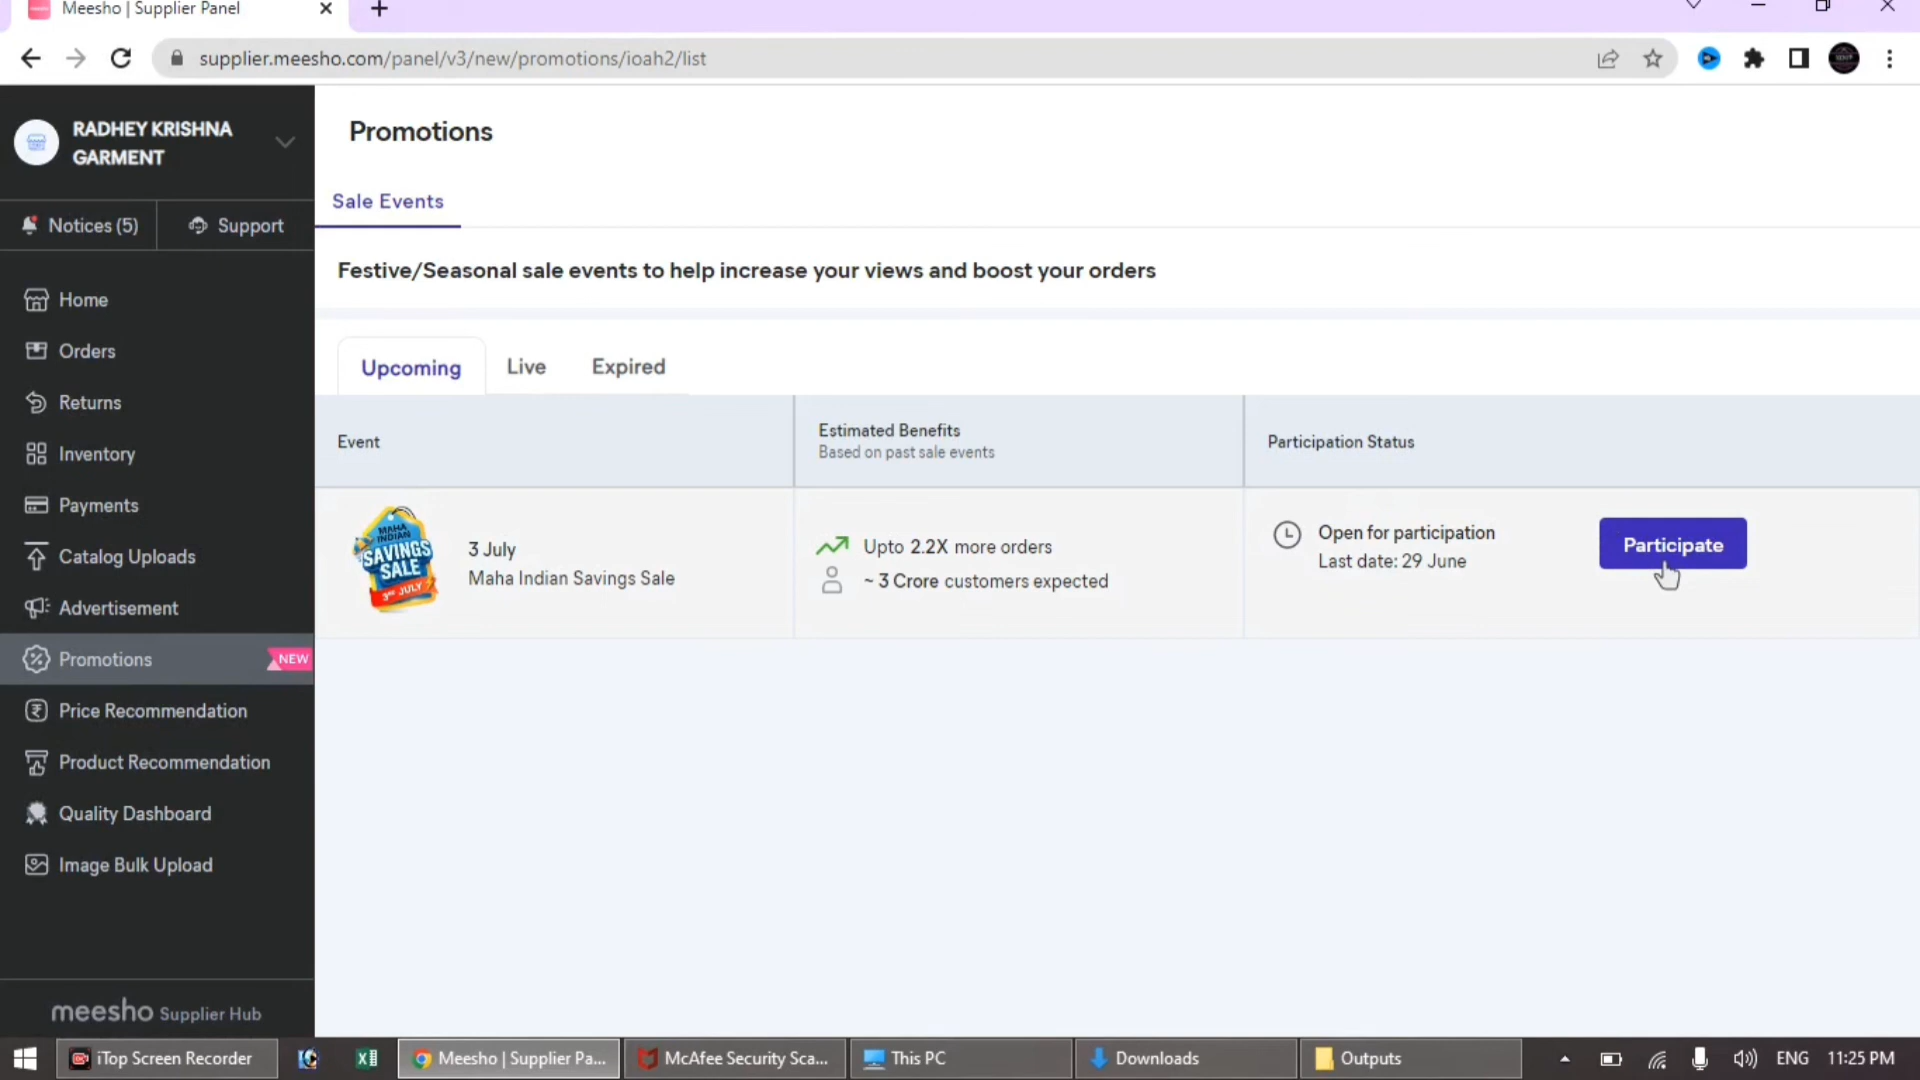 Meesho | Supplier Panel
supplier.meesho.com/panel/v3/new/promotions/ioah2/list
RADHEY KRISHNA
GARMENT
Notices (5)
Support
Home
Orders
Returns
Inventory
Payments
Catalog Uploads
Advertisement
Promotions
NEW
Price Recommendation
Product Recommendation
Quality Dashboard
Image Bulk Upload
meesho Supplier Hub
Promotions
Sale Events
Festive/Seasonal sale events to help increase your views and boost your orders
Upcoming
Live
Expired
Event
Estimated Benefits
Based on past sale events
Participation Status
MAHA
INDIAN
SAVINGS
SALE
3RD JULY
3 July
Maha Indian Savings Sale
Upto 2.2X more orders
~ 3 Crore customers expected
Open for participation
Last date: 29 June
Participate
iTop Screen Recorder
Meesho | Supplier Pa...
McAfee Security Sca...
This PC
Downloads
Outputs
ENG
11:25 PM